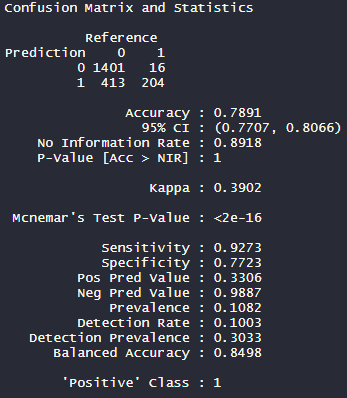 Confusion Matrix and Statistics
Reference
Prediction 0 1
0 1401 16
1 413 204
Accuracy : 0.7891
95% CI : (0.7707, 0.8066)
No Information Rate : 0.8918
P-Value [Acc > NIR] : 1
Kappa : 0.3902
Mcnemar's Test P-Value : <2e-16
Sensitivity : 0.9273
Specificity : 0.7723
Pos Pred Value : 0.3306
Neg Pred Value : 0.9887
Prevalence : 0.1082
Detection Rate : 0.1003
Detection Prevalence : 0.3033
Balanced Accuracy : 0.8498
'Positive' Class : 1